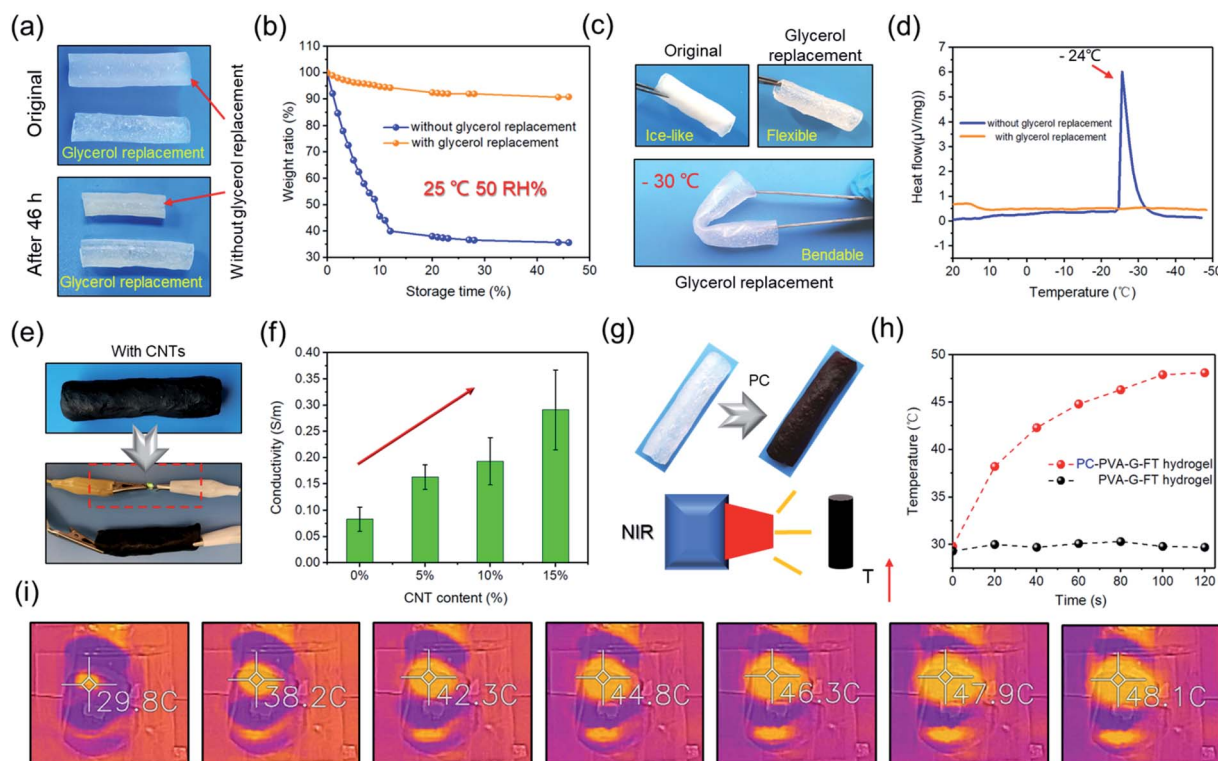 (a)
Original
Glycerol replacement
After 46 h
Glycerol replacement
Without glycerol replacement
(b)
110
100
90
80
70
60
50
40
30
Weight ratio (%)
without glycerol replacement
with glycerol replacement
25 ℃ 50 RH%
0 10 20 30 40 50
Storage time (%)
(c)
Original
Glycerol
replacement
Ice-like
Flexible
- 30 ℃
Bendable
Glycerol replacement
(d)
7
6
5
4
3
2
1
0
-1
Heat flow(µV/mg))
- 24℃
without glycerol replacement
with glycerol replacement
20 10 0 -10 -20 -30 -40 -50
Temperature (℃)
(e)
With CNTs
(f)
0.40
0.35
0.30
0.25
0.20
0.15
0.10
0.05
0.00
Conductivity (S/m)
0% 5% 10% 15%
CNT content (%)
(g)
PC
NIR
T
(h)
50
45
40
35
30
Temperature (℃)
PC-PVA-G-FT hydrogel
PVA-G-FT hydrogel
0 20 40 60 80 100 120
Time (s)
(i)
29.8C
38.2C
42.3C
44.8C
46.3C
47.9C
48.1C